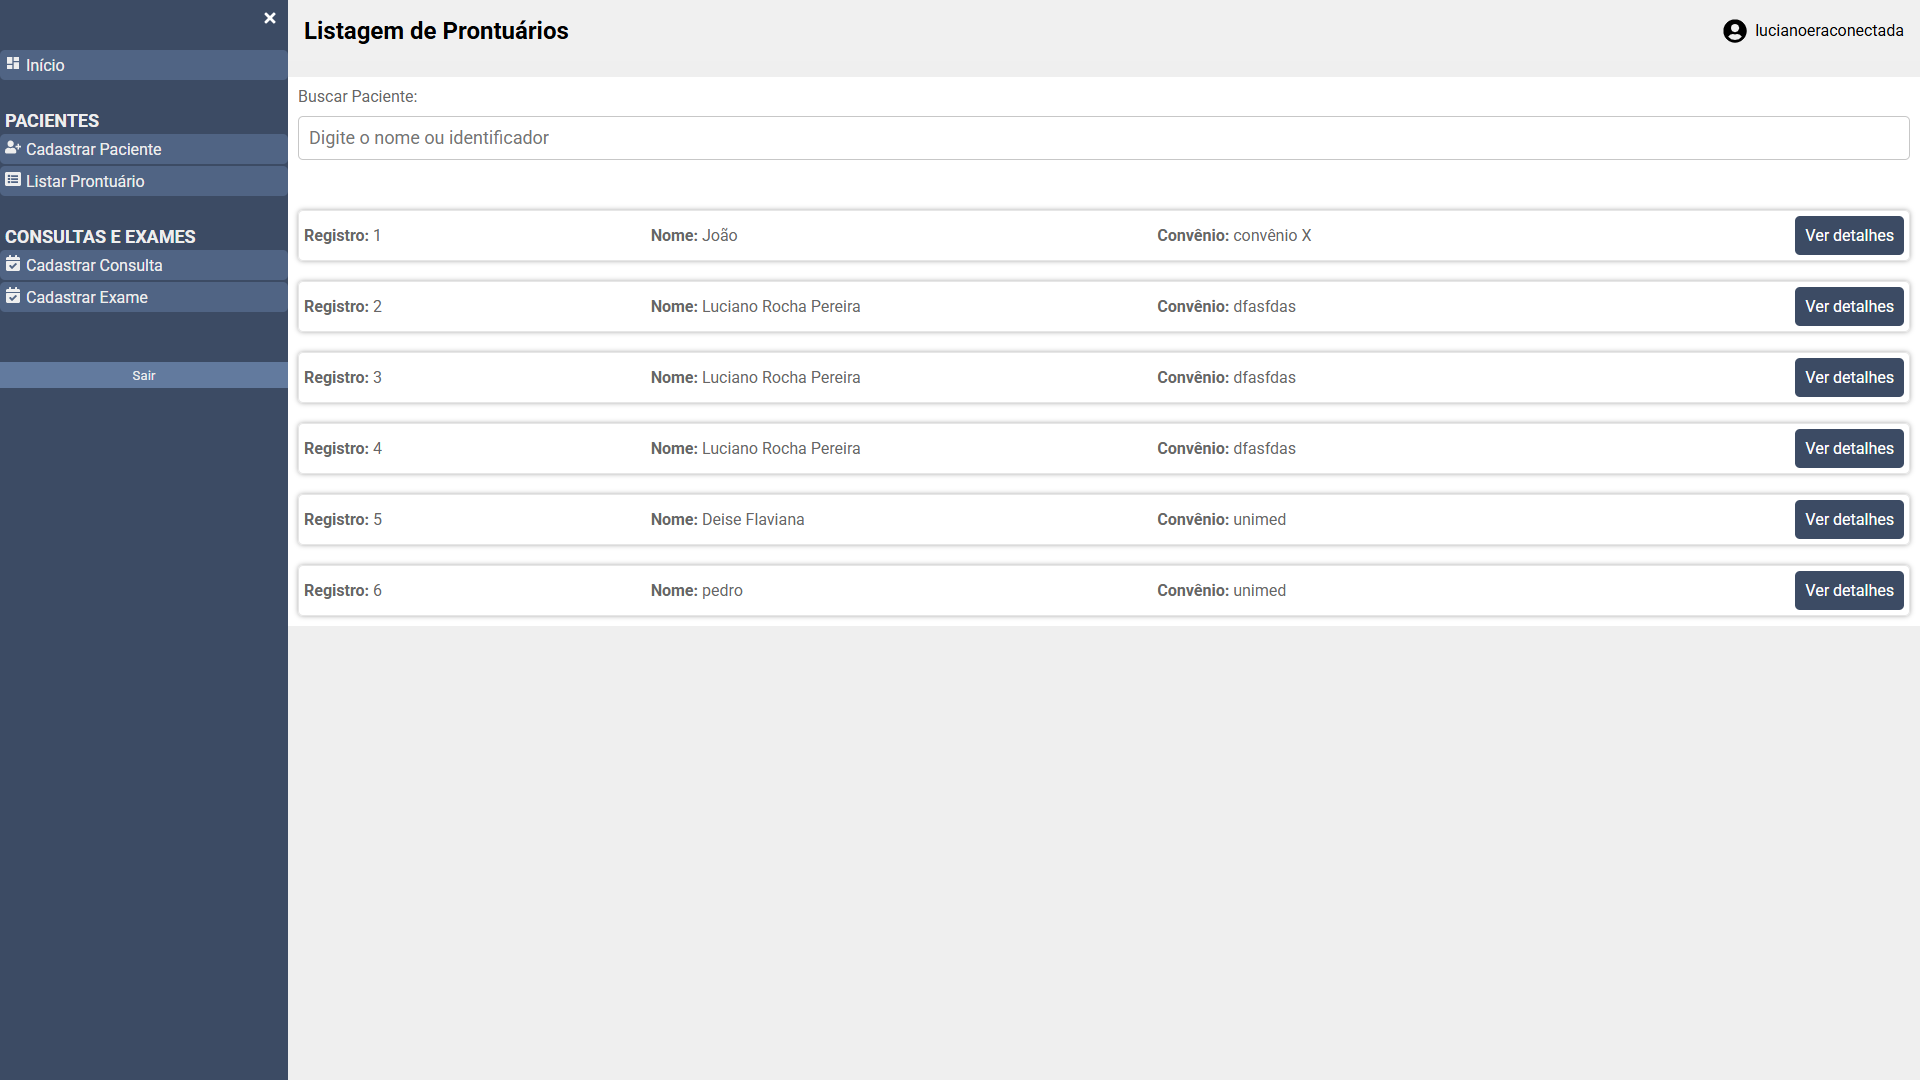 Início
PACIENTES
Cadastrar Paciente
Listar Prontuário
CONSULTAS E EXAMES
Cadastrar Consulta
Cadastrar Exame
Sair
Listagem de Prontuários
lucianoeraconectada
Buscar Paciente:
Digite o nome ou identificador
Registro: 1 Nome: João Convênio: convênio X Ver detalhes
Registro: 2 Nome: Luciano Rocha Pereira Convênio: dfasfdas Ver detalhes
Registro: 3 Nome: Luciano Rocha Pereira Convênio: dfasfdas Ver detalhes
Registro: 4 Nome: Luciano Rocha Pereira Convênio: dfasfdas Ver detalhes
Registro: 5 Nome: Deise Flaviana Convênio: unimed Ver detalhes
Registro: 6 Nome: pedro Convênio: unimed Ver detalhes